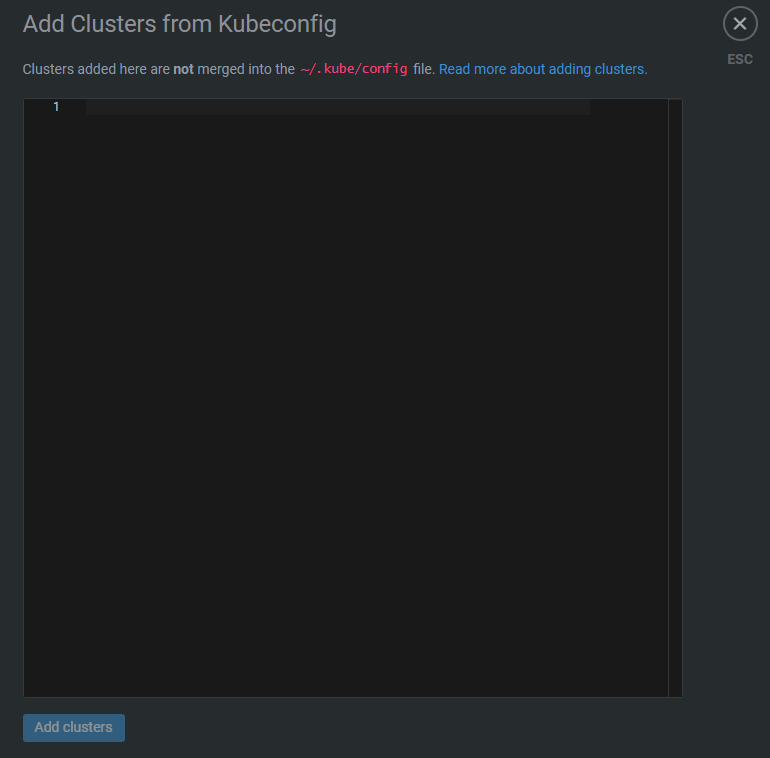 Add Clusters from Kubeconfig
ESC
Clusters added here are not merged into the ~/.kube/config file. Read more about adding clusters.
1
Add clusters